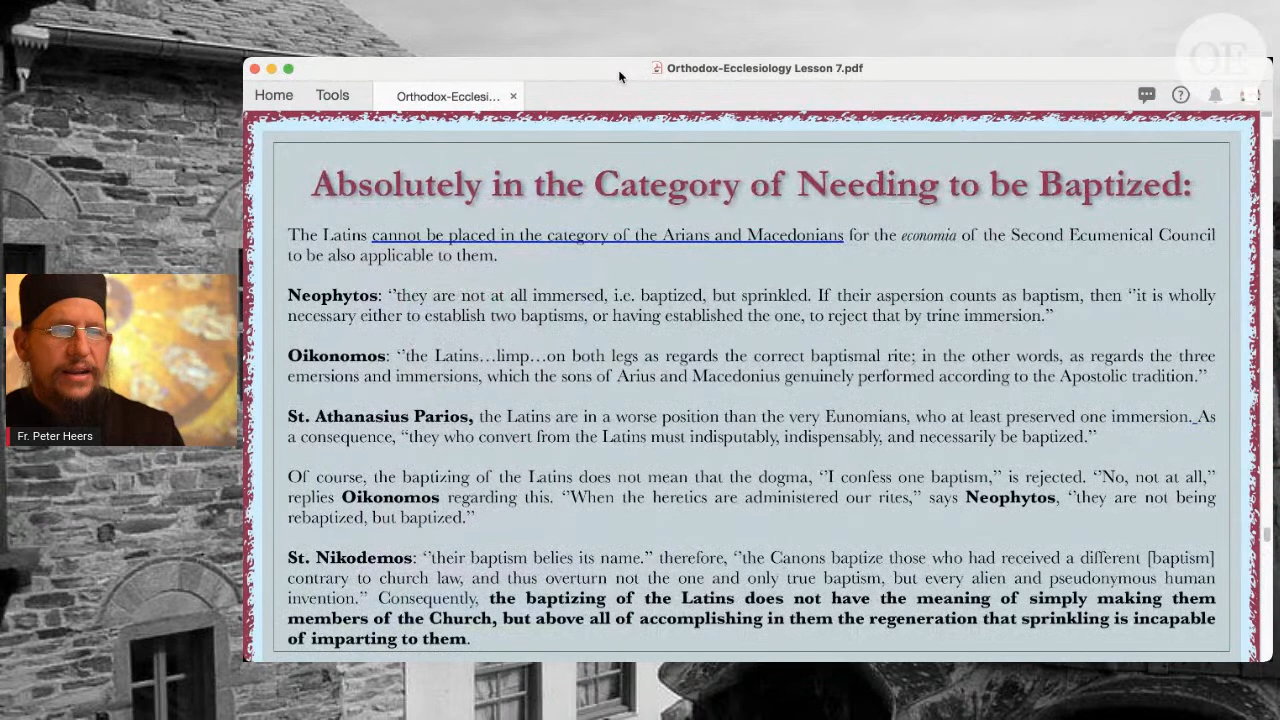 OE
Orthodox-Ecclesiology Lesson 7.pdf
Home Tools Orthodox-Ecclesi... ×
Absolutely in the Category of Needing to be Baptized:
The Latins cannot be placed in the category of the Arians and Macedonians for the economia of the Second Ecumenical Council
to be also applicable to them.
Neophytos: “they are not at all immersed, i.e. baptized, but sprinkled. If their aspersion counts as baptism, then “it is wholly
necessary either to establish two baptisms, or having established the one, to reject that by trine immersion.”
Oikonomos: “the Latins…limp…on both legs as regards the correct baptismal rite; in the other words, as regards the three
emersions and immersions, which the sons of Arius and Macedonius genuinely performed according to the Apostolic tradition.”
St. Athanasius Parios, the Latins are in a worse position than the very Eunomians, who at least preserved one immersion. As
a consequence, “they who convert from the Latins must indisputably, indispensably, and necessarily be baptized.”
Of course, the baptizing of the Latins does not mean that the dogma, “I confess one baptism,” is rejected. “No, not at all,”
replies Oikonomos regarding this. “When the heretics are administered our rites,” says Neophytos, “they are not being
rebaptized, but baptized.”
St. Nikodemos: “their baptism belies its name.” therefore, “the Canons baptize those who had received a different [baptism]
contrary to church law, and thus overturn not the one and only true baptism, but every alien and pseudonymous human
invention.” Consequently, the baptizing of the Latins does not have the meaning of simply making them
members of the Church, but above all of accomplishing in them the regeneration that sprinkling is incapable
of imparting to them.
Fr. Peter Heers